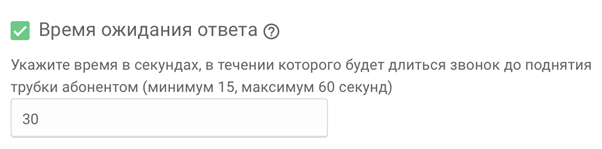 Время ожидания ответа ?
Укажите время в секундах, в течении которого будет длиться звонок до поднятия
трубки абонентом (минимум 15, максимум 60 секунд)
30